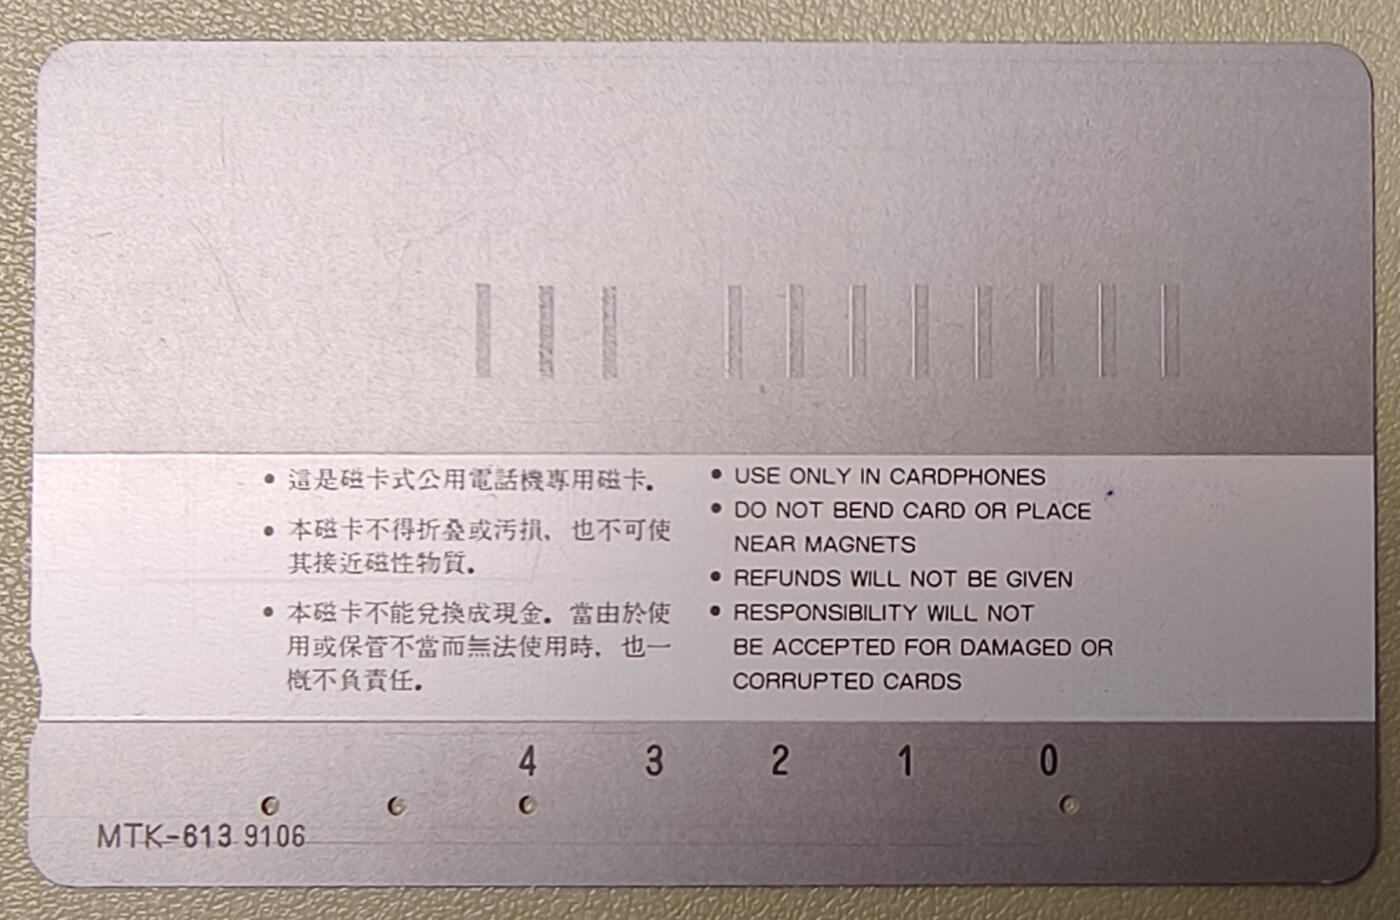 • 這是磁卡式公用電話機專用磁卡.
• 本磁卡不得折叠或汚損, 也不可使
其接近磁性物質.
• 本磁卡不能兌換成現金. 當由於使
用或保管不當而無法使用時, 也一
槪不負責任.
• USE ONLY IN CARDPHONES
• DO NOT BEND CARD OR PLACE
NEAR MAGNETS
• REFUNDS WILL NOT BE GIVEN
• RESPONSIBILITY WILL NOT
BE ACCEPTED FOR DAMAGED OR
CORRUPTED CARDS
4 3 2 1 0
MTK-613 9106